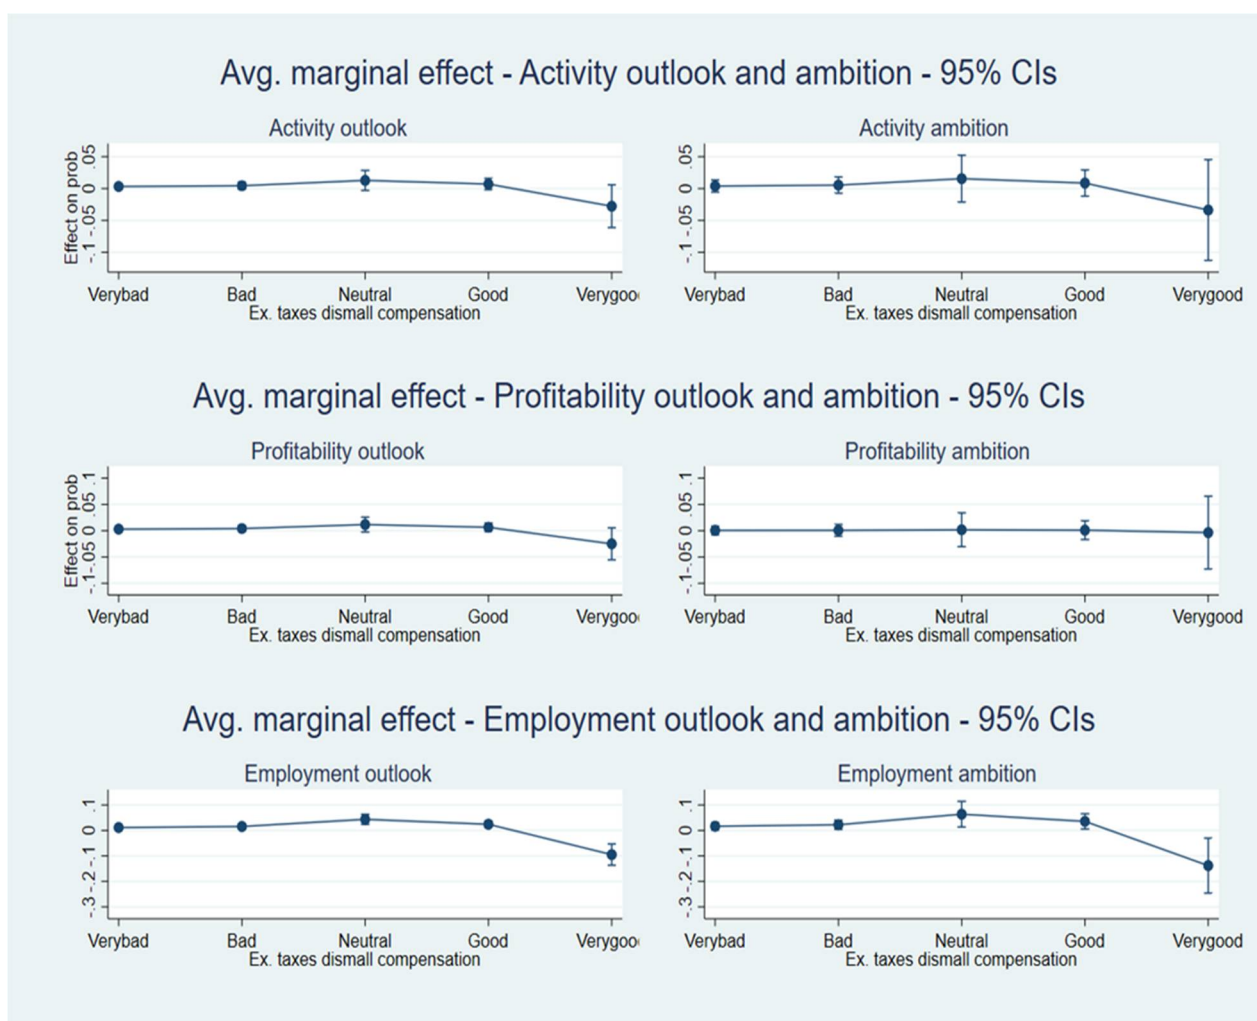 Avg. marginal effect - Activity outlook and ambition - 95% CIs
Activity outlook
Effect on prob
-.1 -.05 0 .05
Verybad Bad Neutral Good Verygoo
Ex. taxes dismall compensation
Activity ambition
-.1 -.05 0 .05
Verybad Bad Neutral Good Verygood
Ex. taxes dismall compensation
Avg. marginal effect - Profitability outlook and ambition - 95% CIs
Profitability outlook
Effect on prob
-.1 -.05 0 .05 .1
Verybad Bad Neutral Good Verygoo
Ex. taxes dismall compensation
Profitability ambition
-.1 -.05 0 .05 .1
Verybad Bad Neutral Good Verygood
Ex. taxes dismall compensation
Avg. marginal effect - Employment outlook and ambition - 95% CIs
Employment outlook
-.3 -.2 -.1 0 .1
Verybad Bad Neutral Good Verygoo
Ex. taxes dismall compensation
Employment ambition
-.3 -.2 -.1 0 .1
Verybad Bad Neutral Good Verygood
Ex. taxes dismall compensation